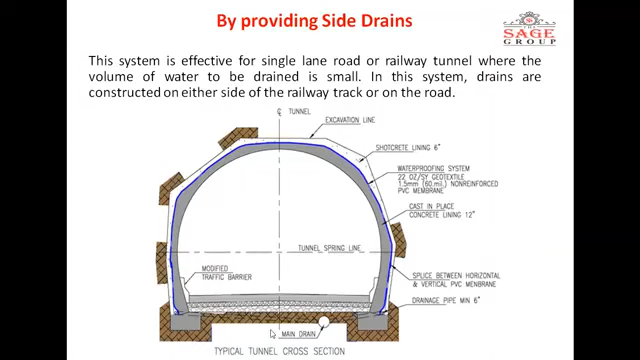 By providing Side Drains
THE
SAGE
GROUP
This system is effective for single lane road or railway tunnel where the
volume of water to be drained is small. In this system, drains are
constructed on either side of the railway track or on the road.
℄ TUNNEL
EXCAVATION LINE
SHOTCRETE LINING 6"
WATERPROOFING SYSTEM
22 OZ/SY GEOTEXTILE
1.5mm (60.mil.) NONREINFORCED
PVC MEMBRANE
CAST IN PLACE
CONCRETE LINING 12"
TUNNEL SPRING LINE
MODIFIED
TRAFFIC BARRIER
SPLICE BETWEEN HORIZONTAL
& VERTICAL PVC MENBRANE
DRAINAGE PIPE MIN 6"
MAIN DRAIN
TYPICAL TUNNEL CROSS SECTION